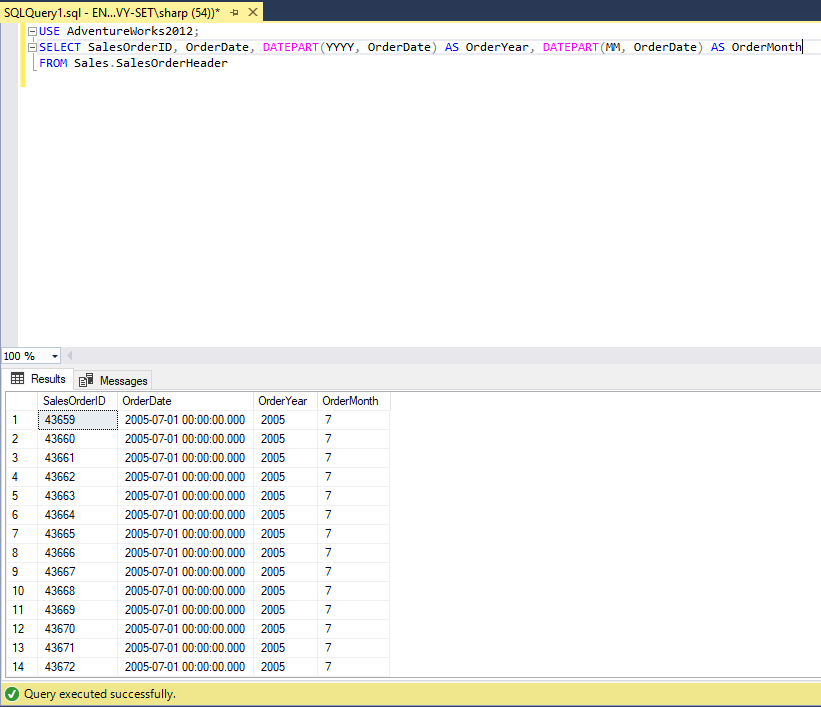 SQLQuery1.sql - EN...VY-SET\sharp (54))*
USE AdventureWorks2012;
SELECT SalesOrderID, OrderDate, DATEPART(YYYY, OrderDate) AS OrderYear, DATEPART(MM, OrderDate) AS OrderMonth
FROM Sales.SalesOrderHeader
100 %
Results Messages
SalesOrderID OrderDate OrderYear OrderMonth
1 43659 2005-07-01 00:00:00.000 2005 7
2 43660 2005-07-01 00:00:00.000 2005 7
3 43661 2005-07-01 00:00:00.000 2005 7
4 43662 2005-07-01 00:00:00.000 2005 7
5 43663 2005-07-01 00:00:00.000 2005 7
6 43664 2005-07-01 00:00:00.000 2005 7
7 43665 2005-07-01 00:00:00.000 2005 7
8 43666 2005-07-01 00:00:00.000 2005 7
9 43667 2005-07-01 00:00:00.000 2005 7
10 43668 2005-07-01 00:00:00.000 2005 7
11 43669 2005-07-01 00:00:00.000 2005 7
12 43670 2005-07-01 00:00:00.000 2005 7
13 43671 2005-07-01 00:00:00.000 2005 7
14 43672 2005-07-01 00:00:00.000 2005 7
Query executed successfully.